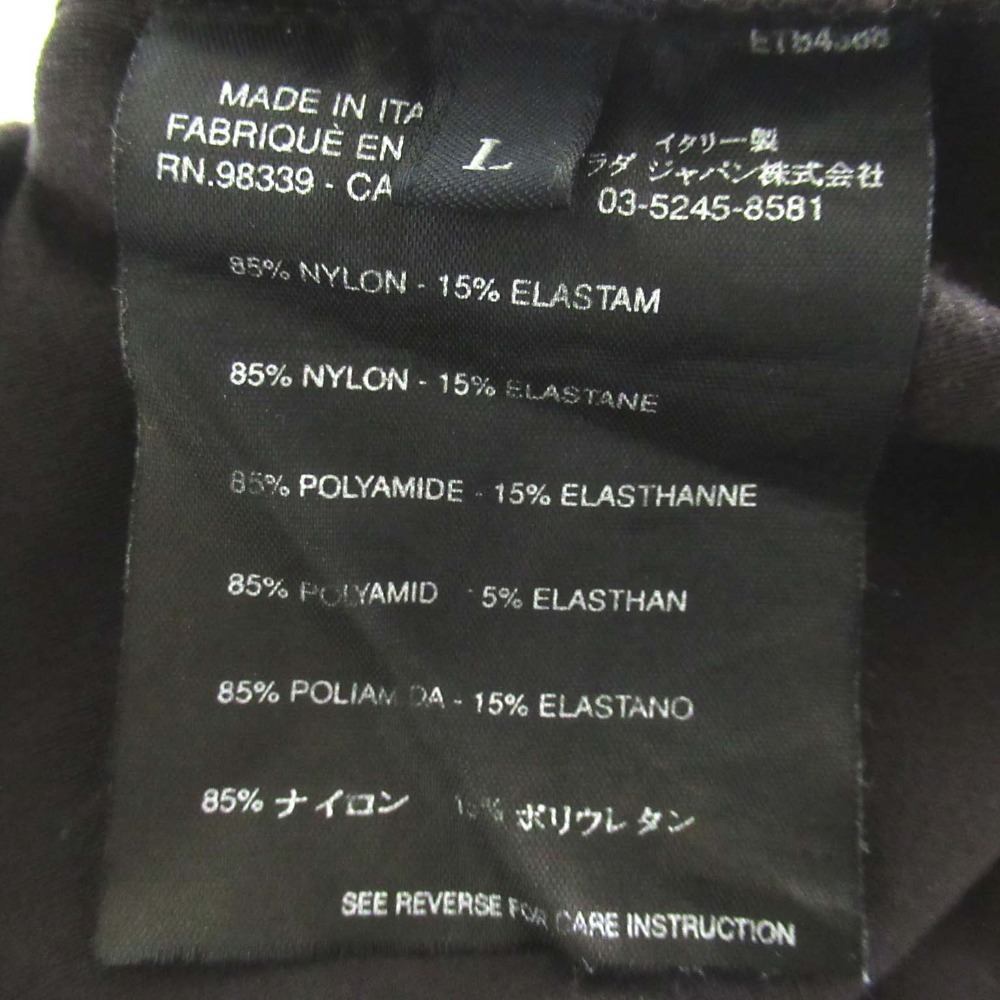 MADE IN ITA
FABRIQUÈ EN
RN.98339 - CA
L
イタリー製
ラダ ジャパン株式会社
03-5245-8581
85% NYLON - 15% ELASTAM
85% NYLON - 15% ELASTANE
85% POLYAMIDE - 15% ELASTHANNE
85% POLYAMID 5% ELASTHAN
85% POLIAM DA - 15% ELASTANO
85% ナイロン 15% ポリウレタン
SEE REVERSE FOR CARE INSTRUCTION